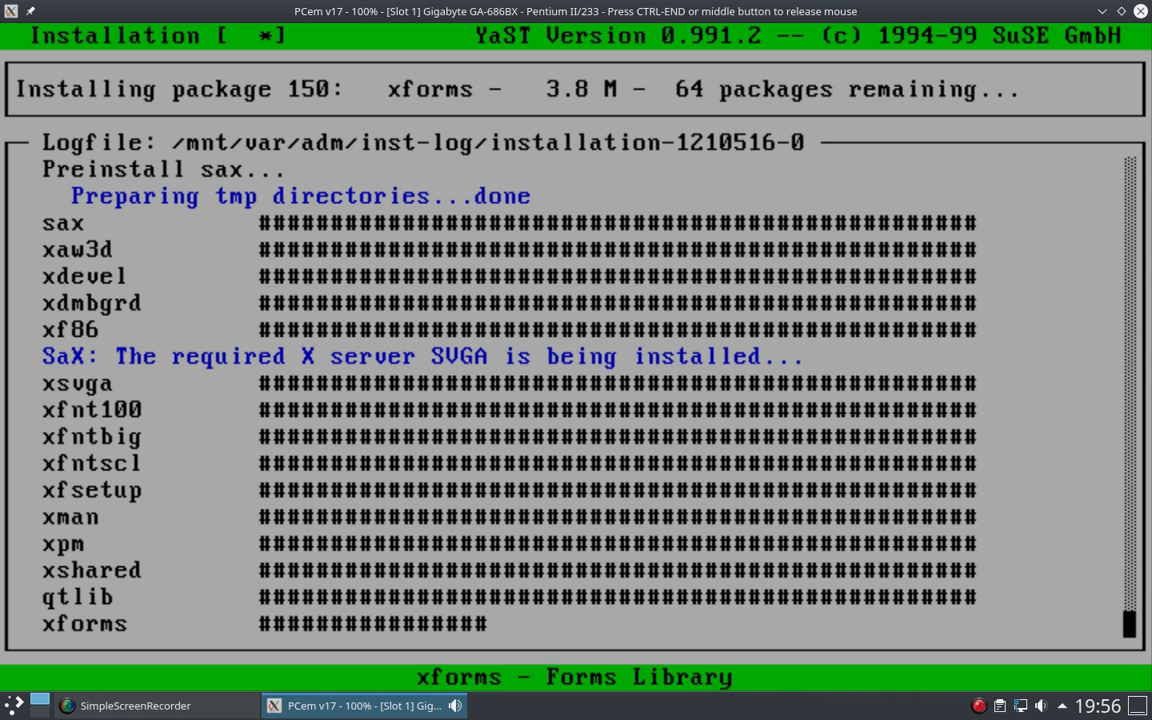 PCem v17 - 100% - [Slot 1] Gigabyte GA-686BX - Pentium II/233 - Press CTRL-END or middle button to release mouse
Installation [  *]   YaST Version 0.991.2 -- (c) 1994-99 SuSE GmbH
Installing package 150:   xforms -   3.8 M -  64 packages remaining...
Logfile: /mnt/var/adm/inst-log/installation-1210516-0
Preinstall sax...
Preparing tmp directories...done
sax ##################################################
xaw3d ##################################################
xdevel ##################################################
xdmbgrd ##################################################
xf86 ##################################################
SaX: The required X server SVGA is being installed...
xsvga ##################################################
xfnt100 ##################################################
xfntbig ##################################################
xfntscl ##################################################
xfsetup ##################################################
xman ##################################################
xpm ##################################################
xshared ##################################################
qtlib ##################################################
xforms ################
xforms - Forms Library
SimpleScreenRecorder
PCem v17 - 100% - [Slot 1] Gig...
19:56